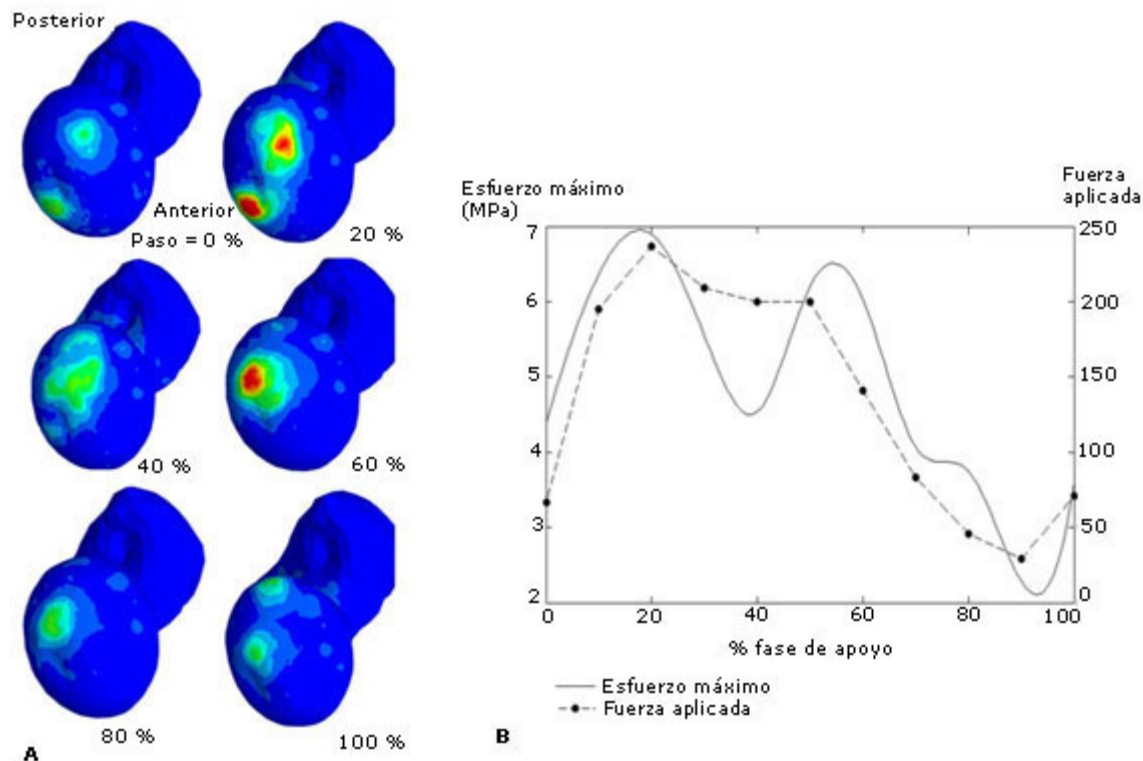 Posterior
Anterior
Paso = 0 %
20 %
40 %
60 %
80 %
100 %
A
Esfuerzo máximo
(MPa)
Fuerza
aplicada
7
6
5
4
3
2
250
200
150
100
50
0
0 20 40 60 80 100
% fase de apoyo
Esfuerzo máximo
Fuerza aplicada
B